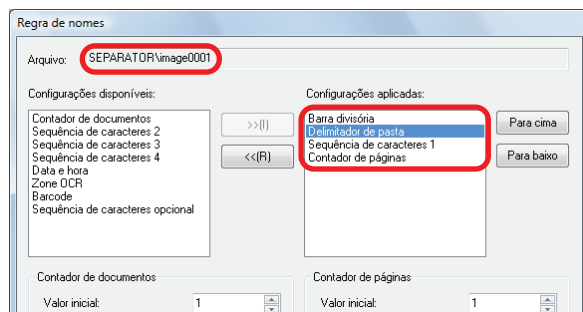 Regra de nomes
Arquivo: SEPARATOR\image0001
Configurações disponíveis:
Contador de documentos
Sequência de caracteres 2
Sequência de caracteres 3
Sequência de caracteres 4
Data e hora
Zone OCR
Barcode
Sequência de caracteres opcional
>>(I)
<<(R)
Configurações aplicadas:
Barra divisória
Delimitador de pasta
Sequência de caracteres 1
Contador de páginas
Para cima
Para baixo
Contador de documentos
Valor inicial: 1
Contador de páginas
Valor inicial: 1